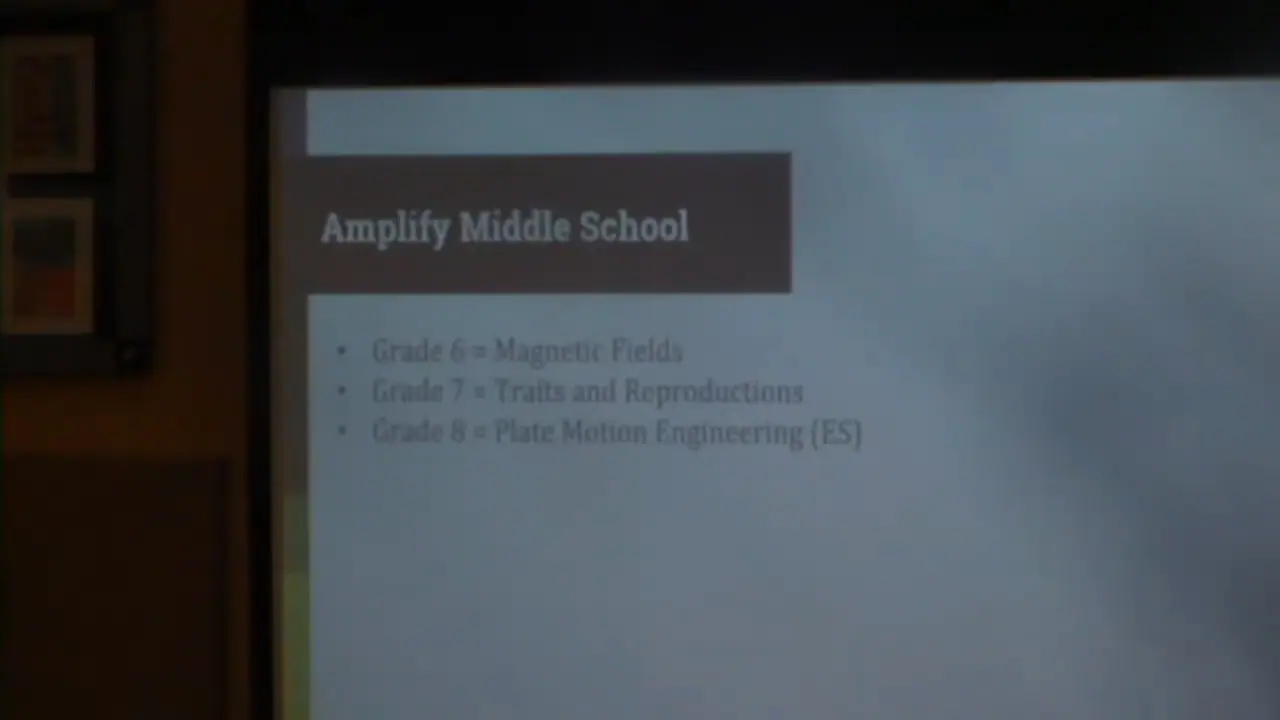 Amplify Middle School
• Grade 6 = Magnetic Fields
• Grade 7 = Traits and Reproductions
• Grade 8 = Plate Motion Engineering (ES)